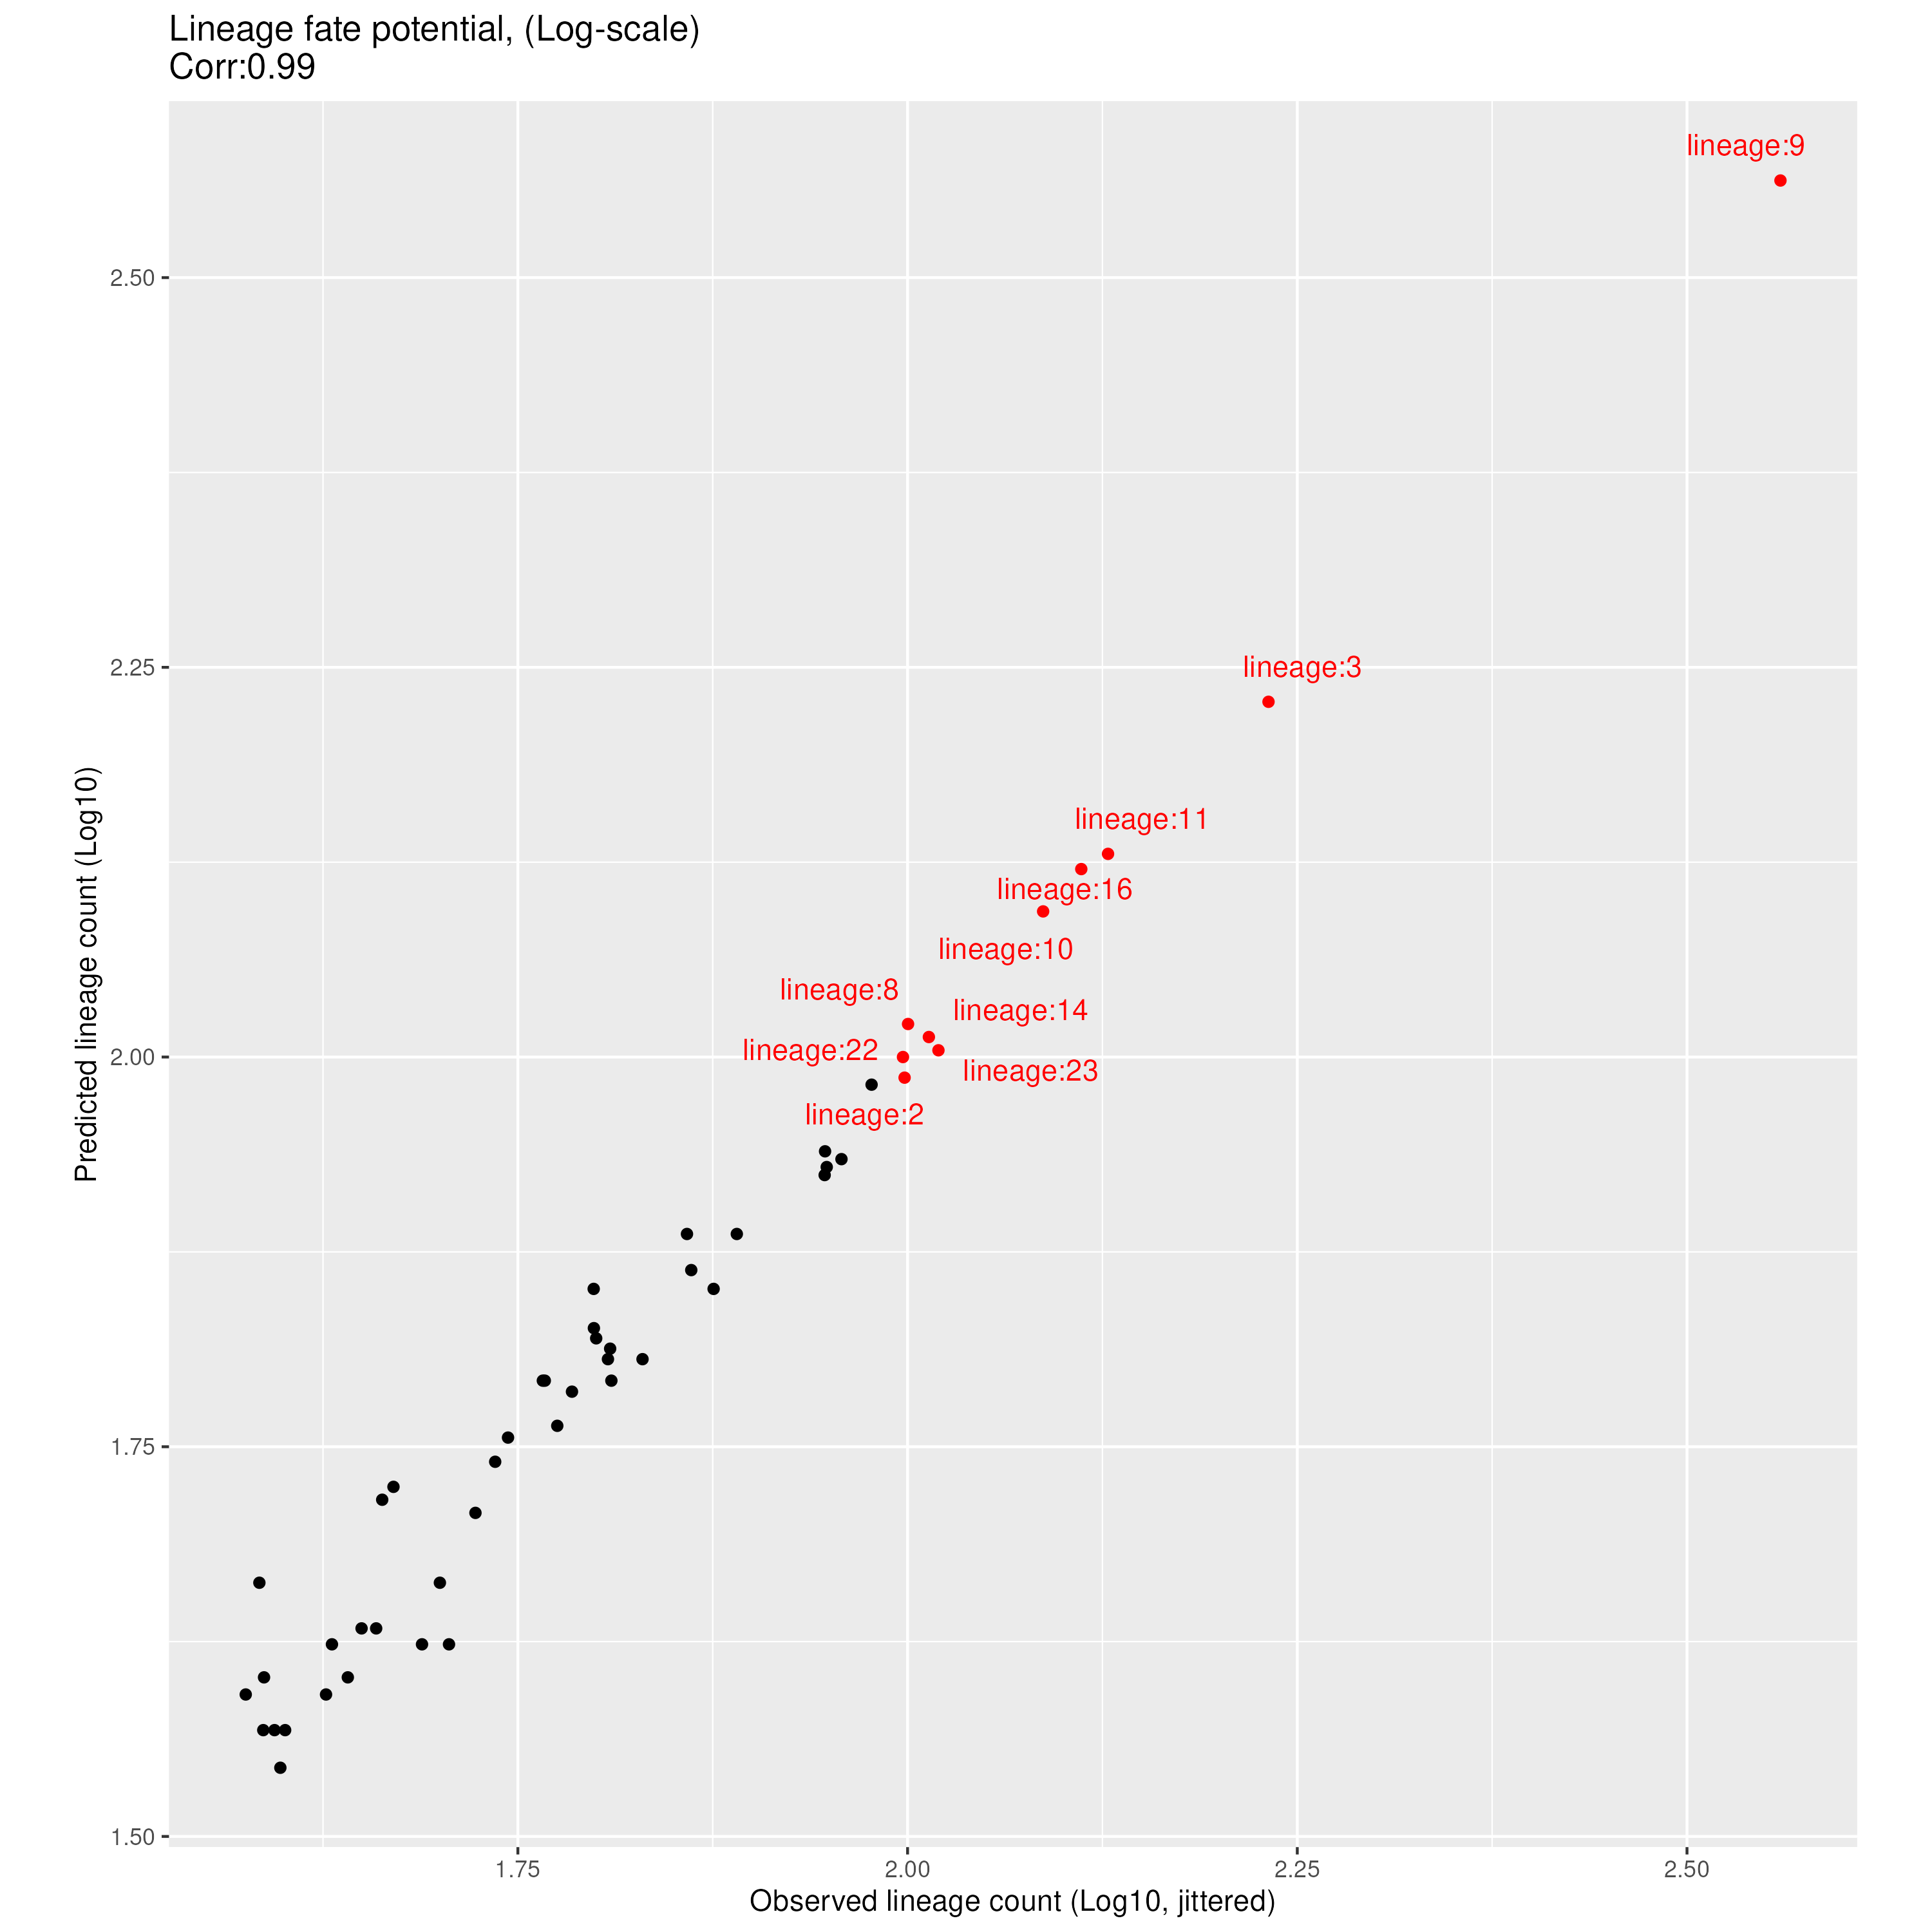 Lineage fate potential, (Log-scale)
Corr:0.99
Predicted lineage count (Log10)
2.50
2.25
2.00
1.75
1.50
lineage:9
lineage:3
lineage:11
lineage:16
lineage:10
lineage:8
lineage:14
lineage:22
lineage:23
lineage:2
1.75
2.00
2.25
2.50
Observed lineage count (Log10, jittered)